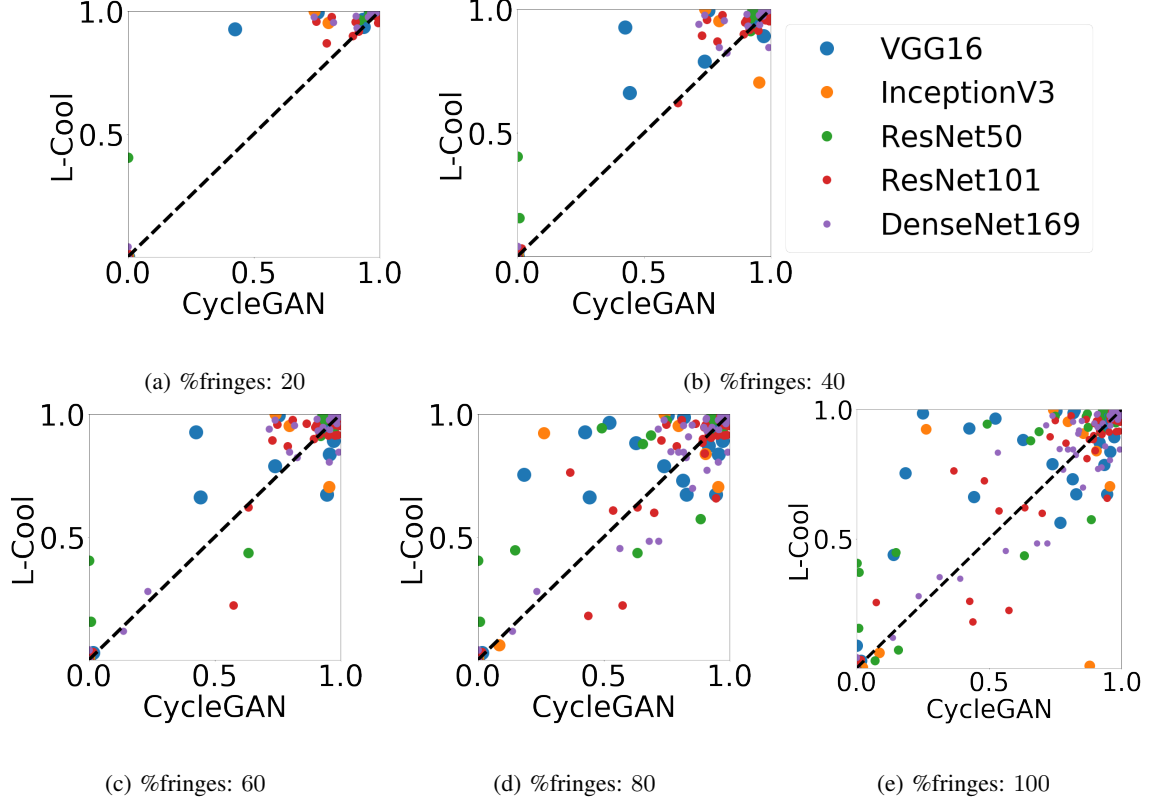 1.0
0.5
0.0
0.5
1.0
L-Cool
CycleGAN
(a) %fringes: 20
1.0
0.5
0.0
0.5
1.0
L-Cool
CycleGAN
(b) %fringes: 40
VGG16
InceptionV3
ResNet50
ResNet101
DenseNet169
1.0
0.5
0.0
0.5
1.0
L-Cool
CycleGAN
(c) %fringes: 60
1.0
0.5
0.0
0.5
1.0
L-Cool
CycleGAN
(d) %fringes: 80
1.0
0.5
0.0
0.5
1.0
L-Cool
CycleGAN
(e) %fringes: 100